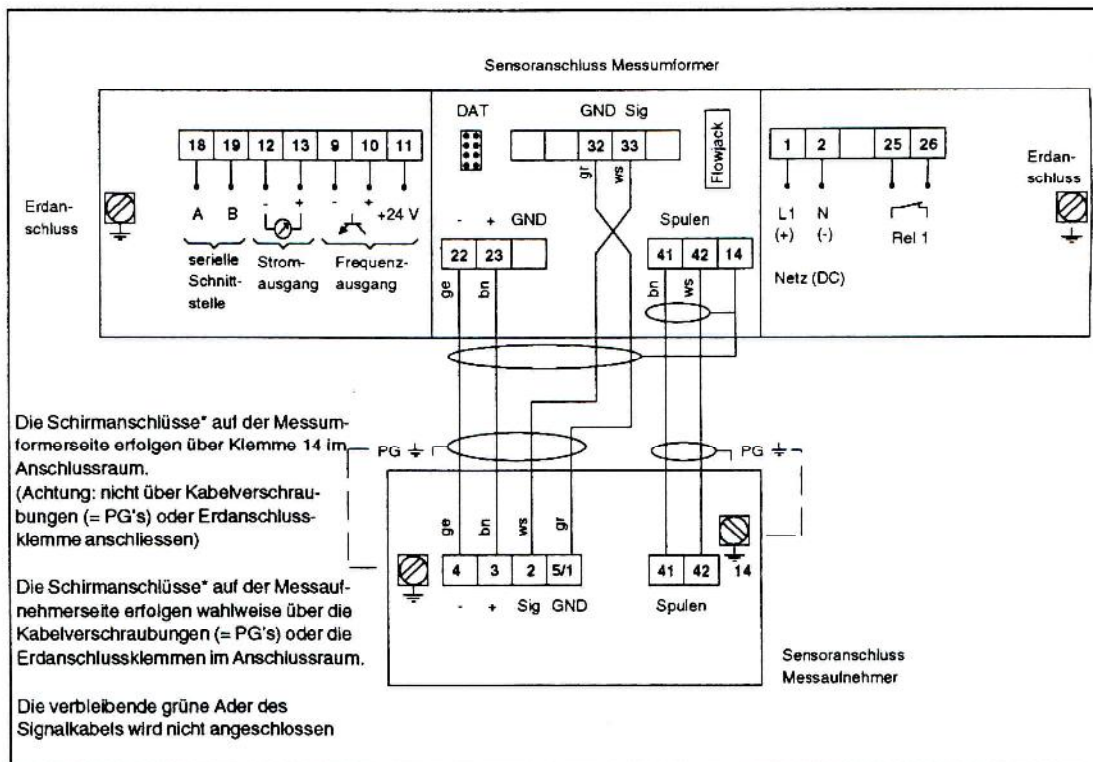 Sensoranschluss Messumformer
DAT
GND Sig
Flowjack
18 19 12 13 9 10 11
32 33
1 2 25 26
gr
ws
Erdan-
schluss
A B - + - + +24 V
serielle
Schnitt-
stelle
Strom-
ausgang
Frequenz-
ausgang
- + GND
22 23
ge
bn
Spulen
41 42 14
bn
ws
L1
(+)
N
(-)
Rel 1
Netz (DC)
Erdan-
schluss
Die Schirmanschlüsse* auf der Messum-
formerseite erfolgen über Klemme 14 im
Anschlussraum.
(Achtung: nicht über Kabelverschrau-
bungen (= PG's) oder Erdanschluss-
klemme anschliessen)
Die Schirmanschlüsse* auf der Messauf-
nehmerseite erfolgen wahlweise über die
Kabelverschraubungen (= PG's) oder die
Erdanschlussklemmen im Anschlussraum.
Die verbleibende grüne Ader des
Signalkabels wird nicht angeschlossen
PG
PG
ge
bn
ws
gr
4 3 2 5/1
41 42 14
- + Sig GND
Spulen
Sensoranschluss
Messaufnehmer